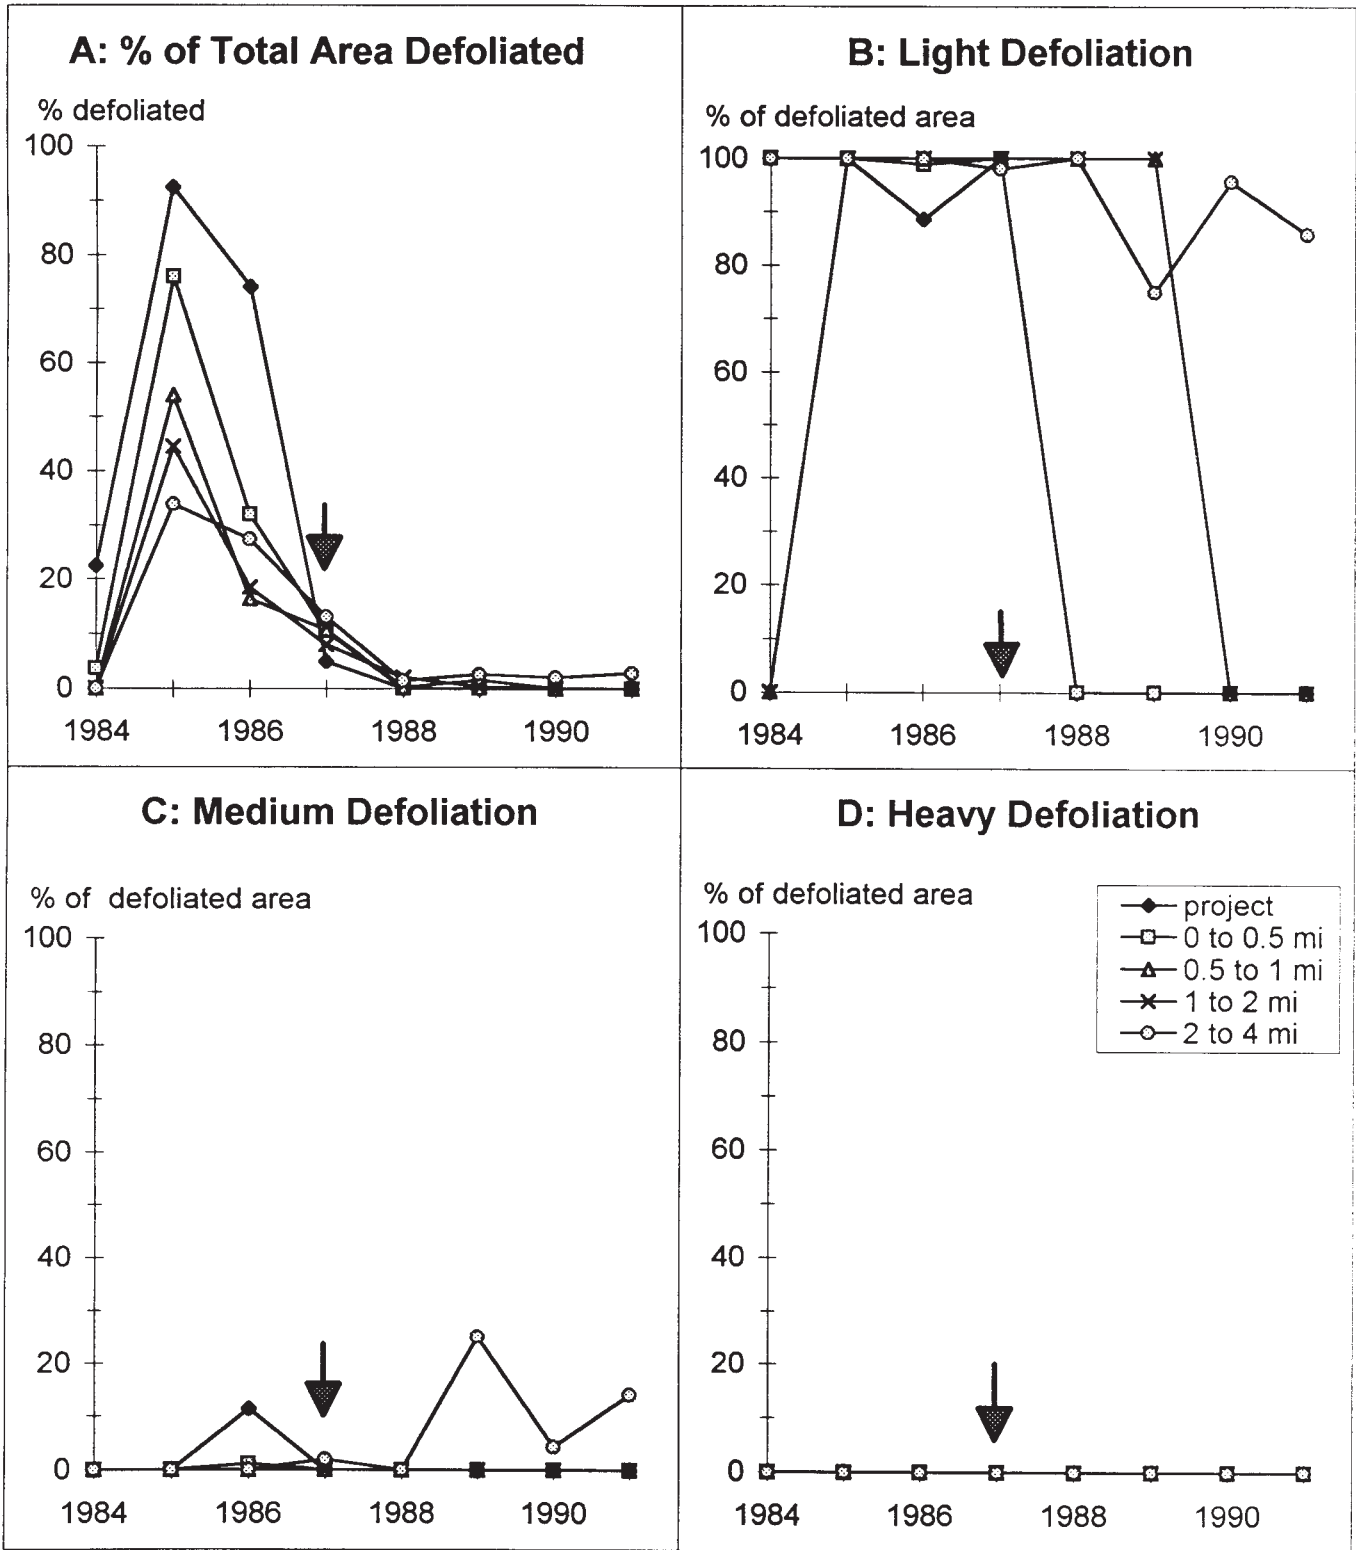 A: % of Total Area Defoliated
% defoliated
100
80
60
40
20
0
1984 1986 1988 1990
B: Light Defoliation
% of defoliated area
100
80
60
40
20
0
1984 1986 1988 1990
C: Medium Defoliation
% of defoliated area
100
80
60
40
20
0
1984 1986 1988 1990
D: Heavy Defoliation
% of defoliated area
100
80
60
40
20
0
1984 1986 1988 1990
project
0 to 0.5 mi
0.5 to 1 mi
1 to 2 mi
2 to 4 mi